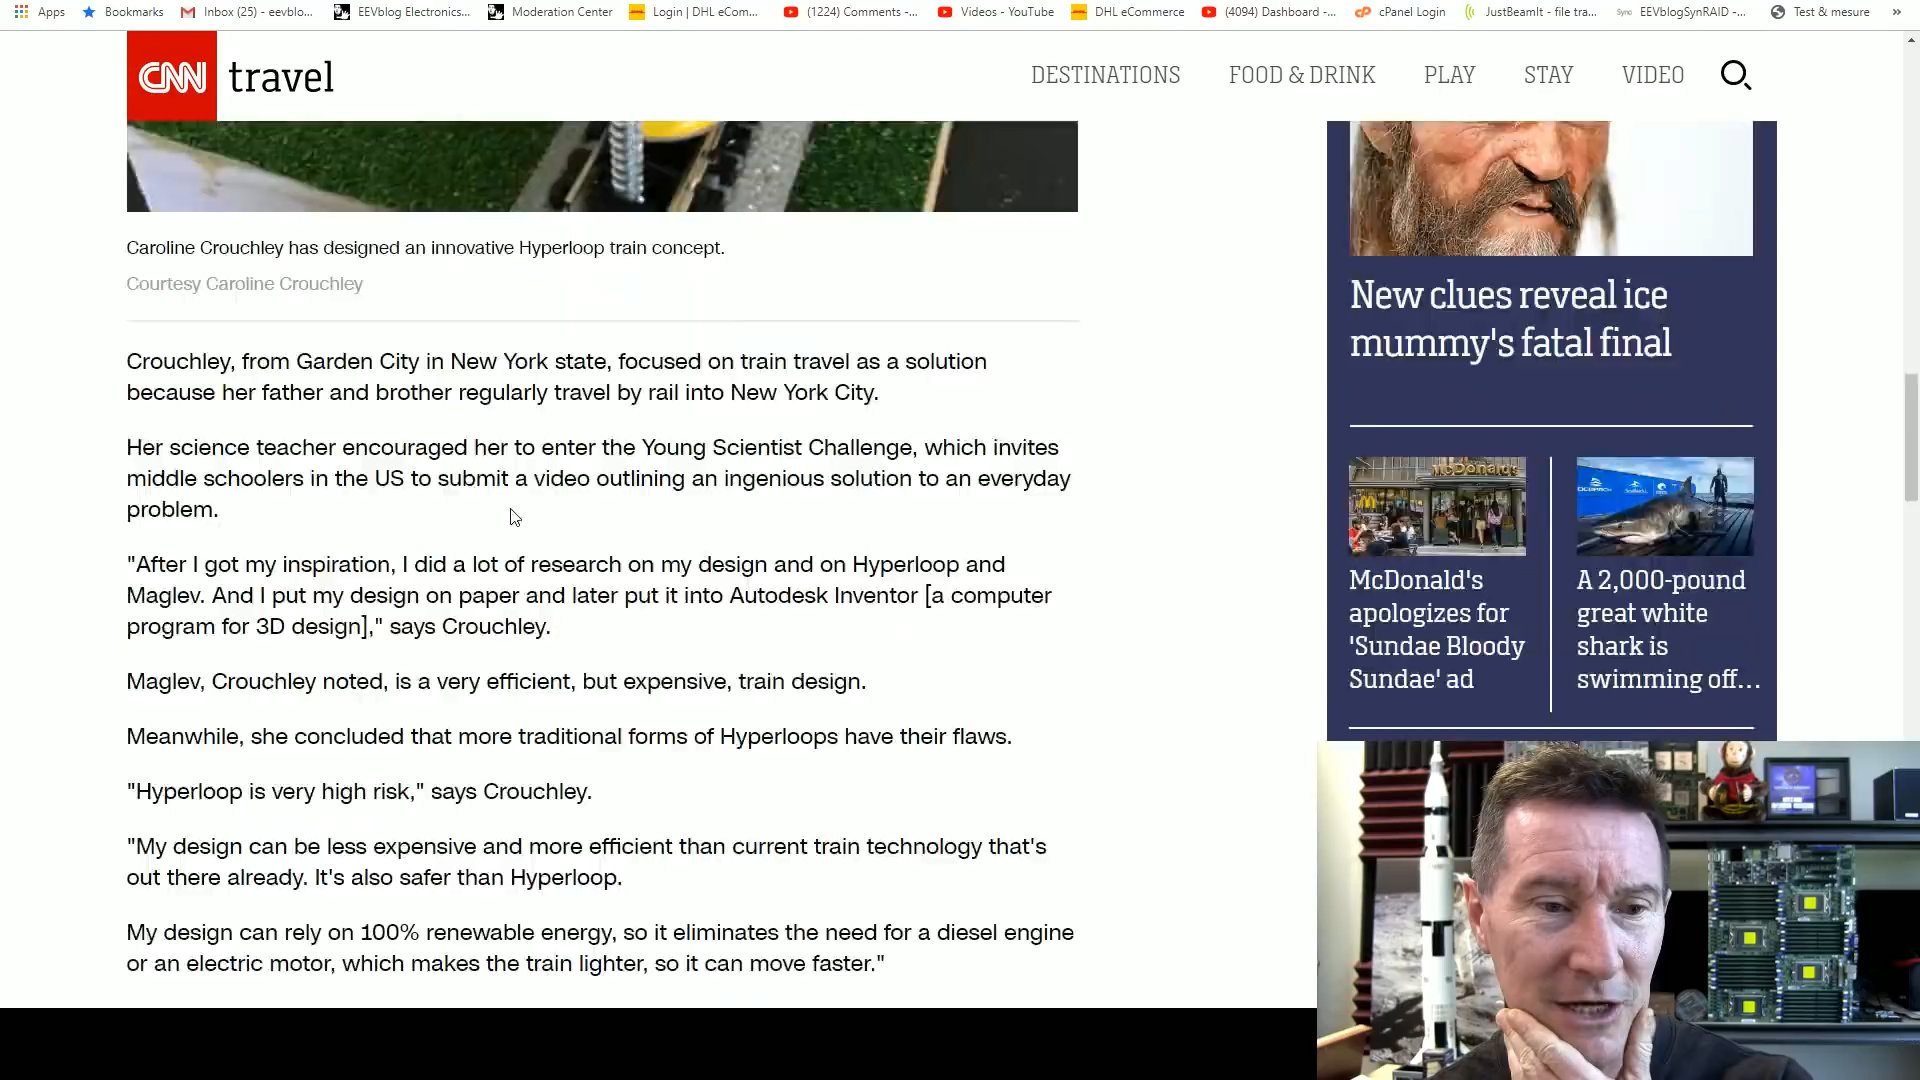 Apps
Bookmarks
Inbox (25) - eevblo...
EEVblog Electronics...
Moderation Center
Login | DHL eCom...
(1224) Comments -...
Videos - YouTube
DHL eCommerce
(4094) Dashboard -...
cPanel Login
JustBeamIt - file tra...
EEVblogSynRAID -...
Test & mesure
»
CNN travel
DESTINATIONS
FOOD & DRINK
PLAY
STAY
VIDEO
Caroline Crouchley has designed an innovative Hyperloop train concept.
Courtesy Caroline Crouchley
Crouchley, from Garden City in New York state, focused on train travel as a solution
because her father and brother regularly travel by rail into New York City.
Her science teacher encouraged her to enter the Young Scientist Challenge, which invites
middle schoolers in the US to submit a video outlining an ingenious solution to an everyday
problem.
"After I got my inspiration, I did a lot of research on my design and on Hyperloop and
Maglev. And I put my design on paper and later put it into Autodesk Inventor [a computer
program for 3D design]," says Crouchley.
Maglev, Crouchley noted, is a very efficient, but expensive, train design.
Meanwhile, she concluded that more traditional forms of Hyperloops have their flaws.
"Hyperloop is very high risk," says Crouchley.
"My design can be less expensive and more efficient than current train technology that's
out there already. It's also safer than Hyperloop.
My design can rely on 100% renewable energy, so it eliminates the need for a diesel engine
or an electric motor, which makes the train lighter, so it can move faster."
New clues reveal ice
mummy's fatal final
McDonald's
McDonald's
apologizes for
'Sundae Bloody
Sundae' ad
A 2,000-pound
great white
shark is
swimming off...